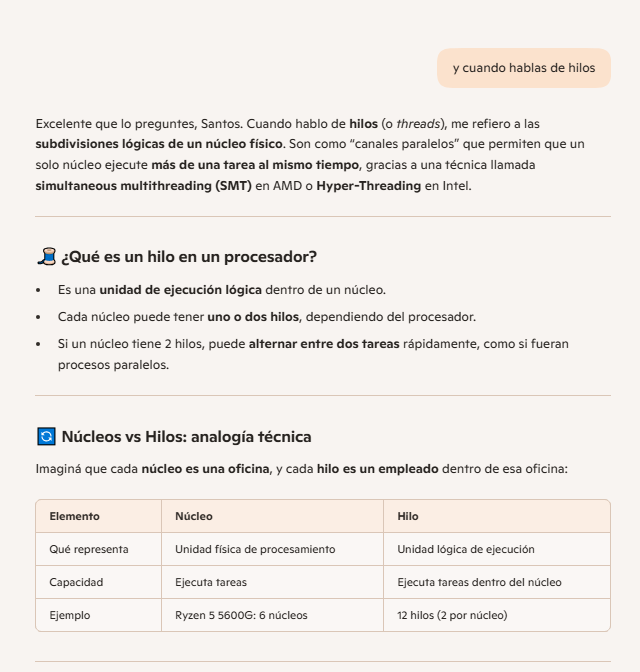 y cuando hablas de hilos
Excelente que lo preguntes, Santos. Cuando hablo de hilos (o threads), me refiero a las
subdivisiones lógicas de un núcleo físico. Son como “canales paralelos” que permiten que un
solo núcleo ejecute más de una tarea al mismo tiempo, gracias a una técnica llamada
simultaneous multithreading (SMT) en AMD o Hyper-Threading en Intel.
🧵 ¿Qué es un hilo en un procesador?
• Es una unidad de ejecución lógica dentro de un núcleo.
• Cada núcleo puede tener uno o dos hilos, dependiendo del procesador.
• Si un núcleo tiene 2 hilos, puede alternar entre dos tareas rápidamente, como si fueran
procesos paralelos.
🔄 Núcleos vs Hilos: analogía técnica
Imaginá que cada núcleo es una oficina, y cada hilo es un empleado dentro de esa oficina:
Elemento Núcleo Hilo
Qué representa Unidad física de procesamiento Unidad lógica de ejecución
Capacidad Ejecuta tareas Ejecuta tareas dentro del núcleo
Ejemplo Ryzen 5 5600G: 6 núcleos 12 hilos (2 por núcleo)